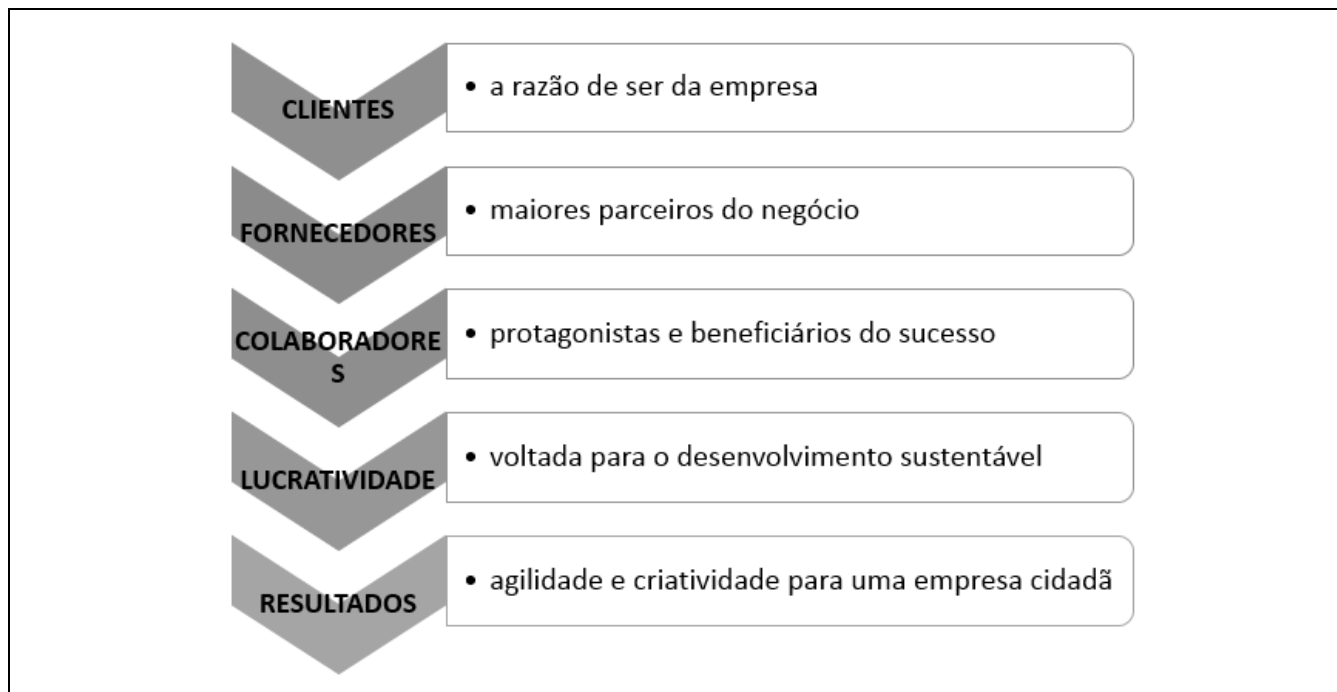 CLIENTES
• a razão de ser da empresa
FORNECEDORES
• maiores parceiros do negócio
COLABORADORE
S
• protagonistas e beneficiários do sucesso
LUCRATIVIDADE
• voltada para o desenvolvimento sustentável
RESULTADOS
• agilidade e criatividade para uma empresa cidadã